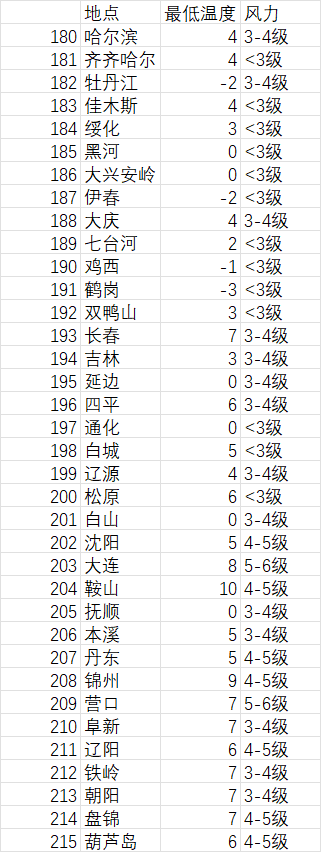 地点 最低温度 风力
180 哈尔滨 4 3-4级
181 齐齐哈尔 4 <3级
182 牡丹江 -2 3-4级
183 佳木斯 4 <3级
184 绥化 3 <3级
185 黑河 0 <3级
186 大兴安岭 0 <3级
187 伊春 -2 <3级
188 大庆 4 3-4级
189 七台河 2 <3级
190 鸡西 -1 <3级
191 鹤岗 -3 <3级
192 双鸭山 3 <3级
193 长春 7 3-4级
194 吉林 3 3-4级
195 延边 0 3-4级
196 四平 6 3-4级
197 通化 0 <3级
198 白城 5 <3级
199 辽源 4 3-4级
200 松原 6 <3级
201 白山 0 3-4级
202 沈阳 5 4-5级
203 大连 8 5-6级
204 鞍山 10 4-5级
205 抚顺 0 3-4级
206 本溪 5 3-4级
207 丹东 5 4-5级
208 锦州 9 4-5级
209 营口 7 5-6级
210 阜新 7 3-4级
211 辽阳 6 4-5级
212 铁岭 7 3-4级
213 朝阳 7 3-4级
214 盘锦 7 4-5级
215 葫芦岛 6 4-5级